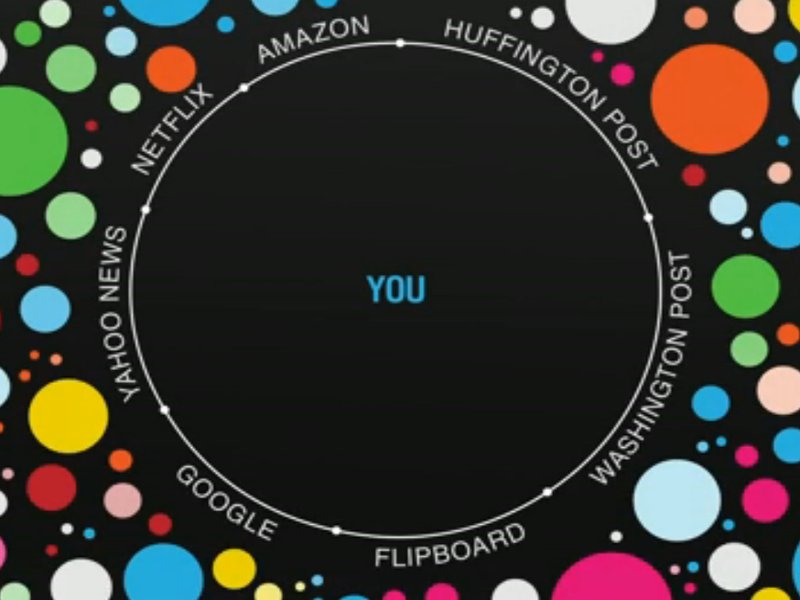 AMAZON
HUFFINGTON POST
NETFLIX
YAHOO NEWS
YOU
WASHINGTON POST
GOOGLE
FLIPBOARD